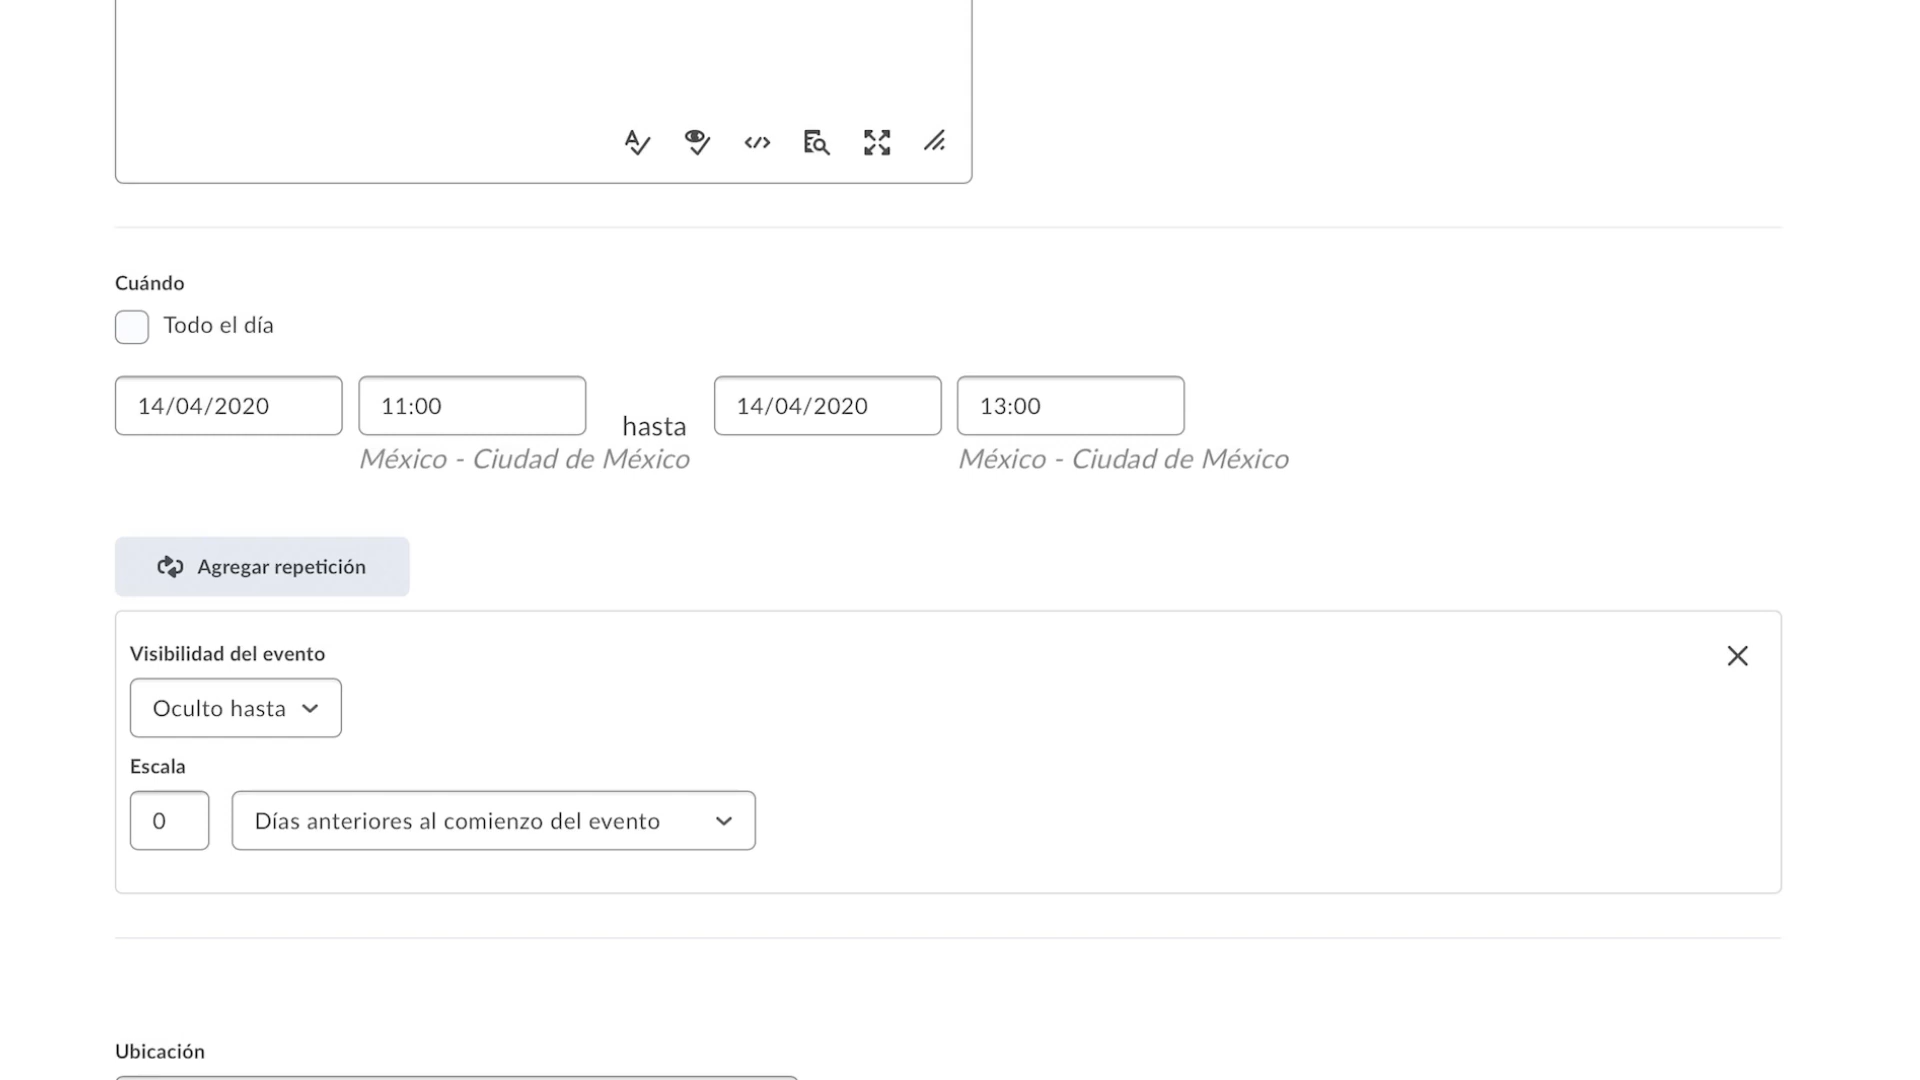 Cuándo
Todo el día
14/04/2020 11:00 hasta 14/04/2020 13:00
México - Ciudad de México México - Ciudad de México
Agregar repetición
Visibilidad del evento
Oculto hasta
Escala
0 Días anteriores al comienzo del evento
Ubicación